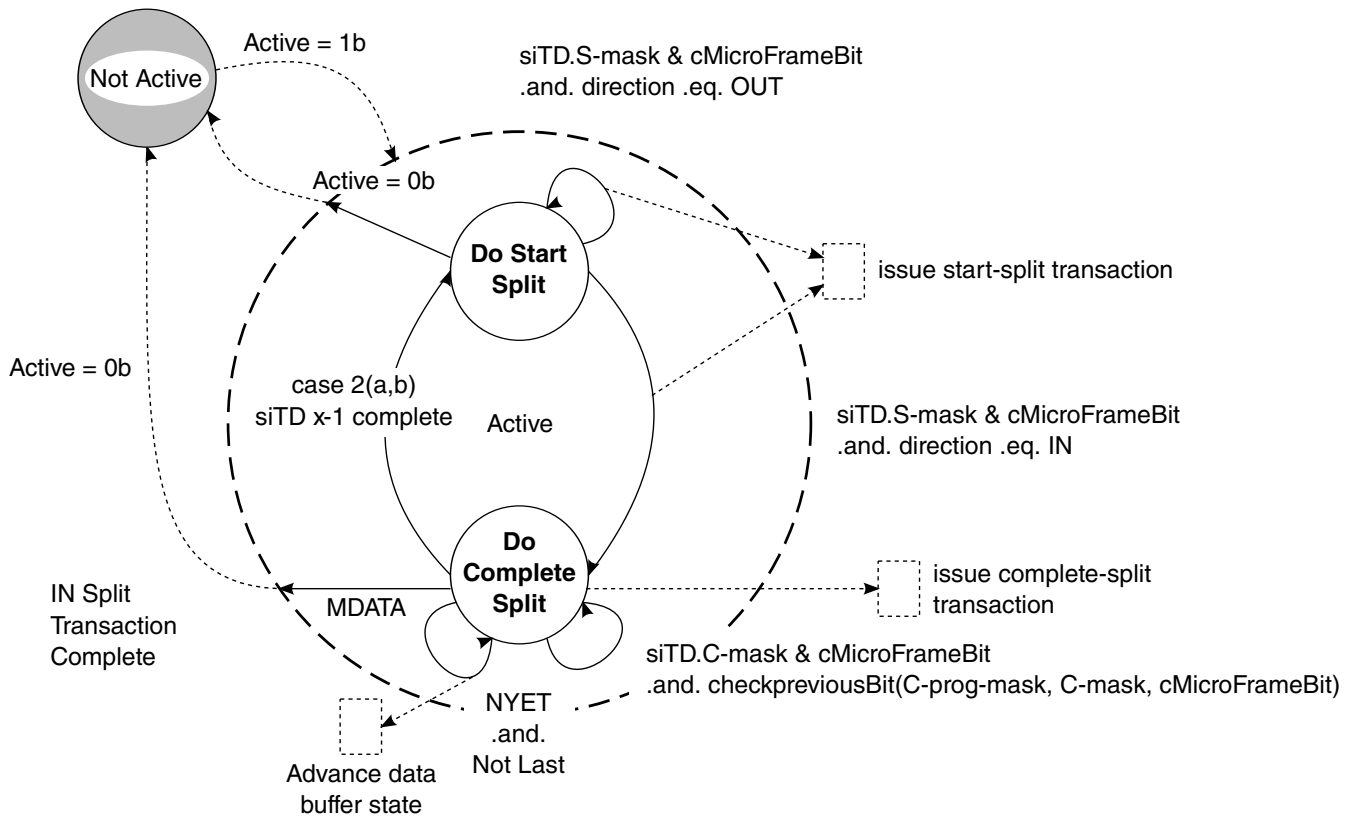 Active = 1b
siTD.S-mask & cMicroFrameBit
.and. direction .eq. OUT
Not Active
Active = 0b
Do Start
Split
issue start-split transaction
Active = 0b
case 2(a,b)
siTD x-1 complete
Active
siTD.S-mask & cMicroFrameBit
.and. direction .eq. IN
Do
Complete
Split
issue complete-split
transaction
IN Split
Transaction
Complete
MDATA
siTD.C-mask & cMicroFrameBit
.and. checkpreviousBit(C-prog-mask, C-mask, cMicroFrameBit)
NYET
.and.
Not Last
Advance data
buffer state